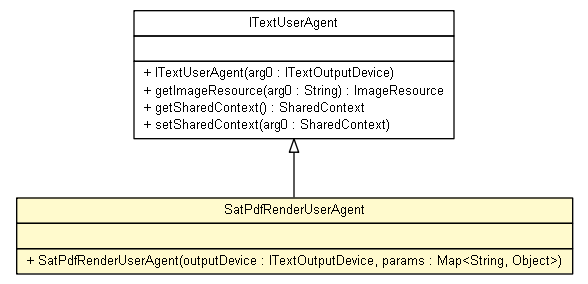 ITextUserAgent
+ ITextUserAgent(arg0 : ITextOutputDevice)
+ getImageResource(arg0 : String) : ImageResource
+ getSharedContext() : SharedContext
+ setSharedContext(arg0 : SharedContext)
SatPdfRenderUserAgent
+ SatPdfRenderUserAgent(outputDevice : ITextOutputDevice, params : Map<String, Object>)